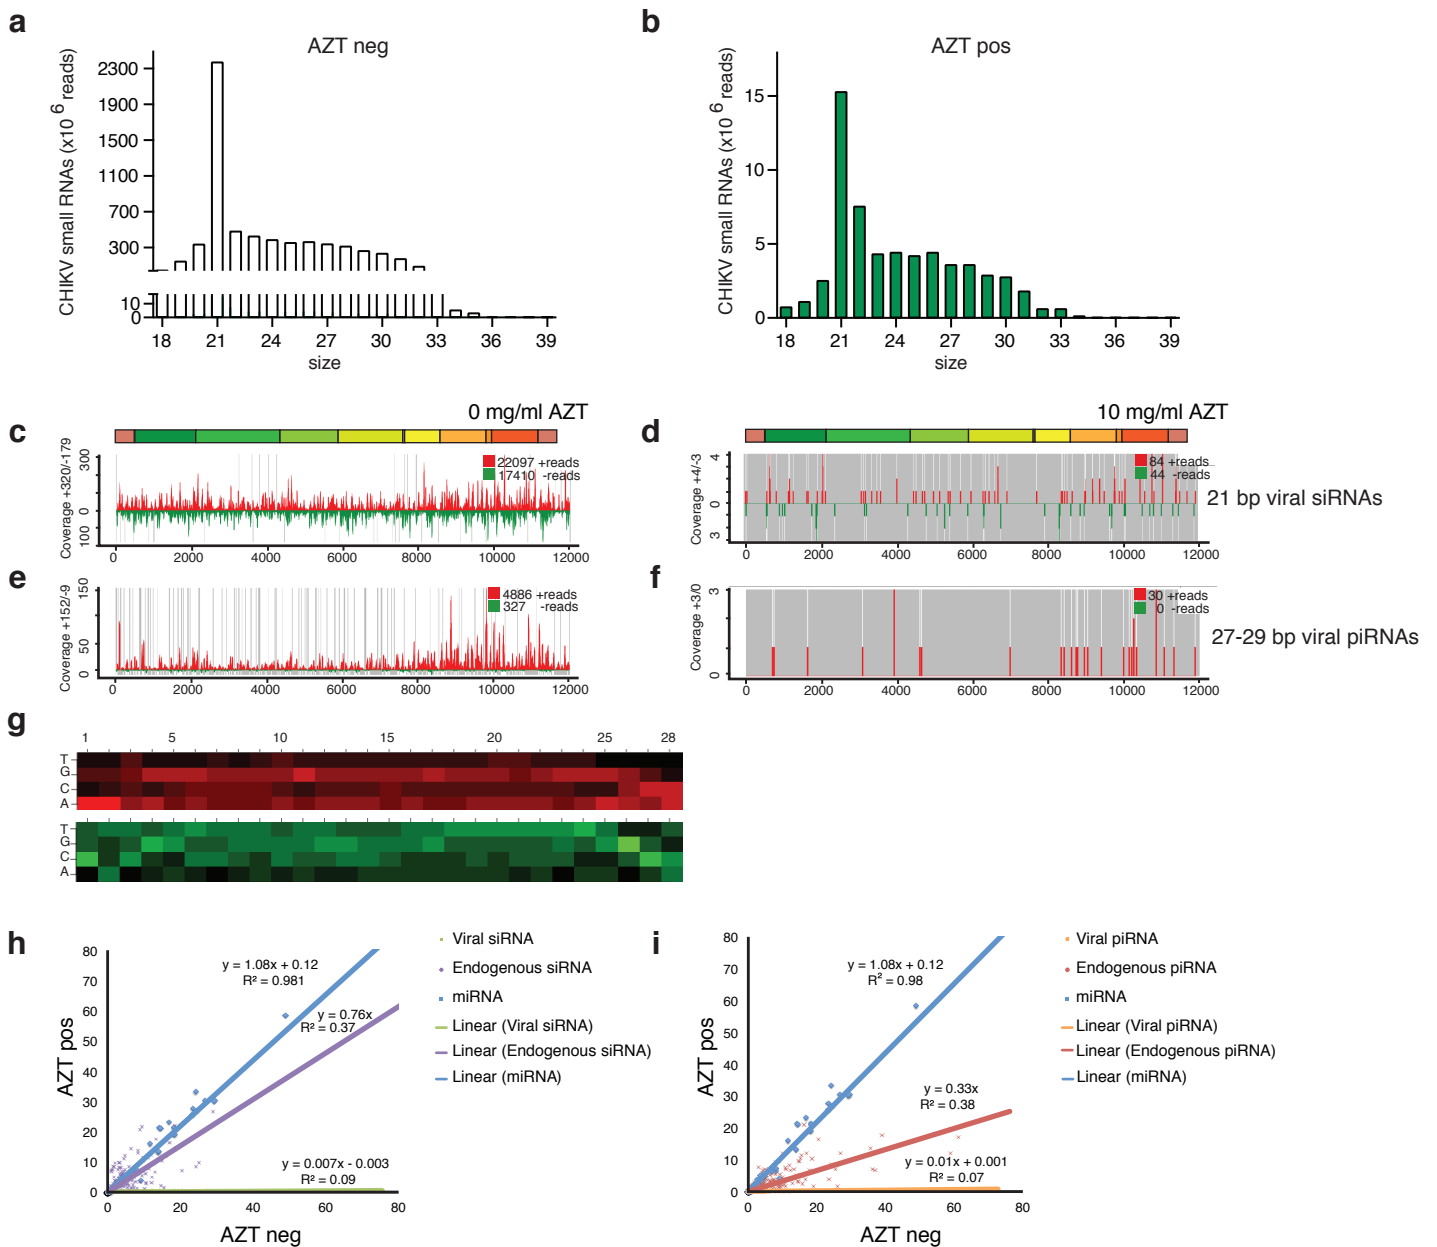 a
AZT neg
CHIKV small RNAs (x10 6 reads)
2300
1900
1500
1100
700
300
10
0
18 21 24 27 30 33 36 39
size
b
AZT pos
CHIKV small RNAs (x10 6 reads)
15
10
5
0
18 21 24 27 30 33 36 39
size
0 mg/ml AZT
c
Coverage +320/-179
300
0
100
22097 +reads
17410 -reads
0 2000 4000 6000 8000 10000 12000
10 mg/ml AZT
d
Coverage +4/-3
4
0
3
84 +reads
44 -reads
21 bp viral siRNAs
0 2000 4000 6000 8000 10000 12000
e
Coverage +152/-9
150
50
0
4886 +reads
327 -reads
0 2000 4000 6000 8000 10000 12000
f
Coverage +3/0
3
0
30 +reads
0 -reads
27-29 bp viral piRNAs
0 2000 4000 6000 8000 10000 12000
g
1 5 10 15 20 25 28
T
G
C
A
T
G
C
A
h
AZT pos
80
70
60
50
40
30
20
10
0
y = 1.08x + 0.12
R² = 0.981
y = 0.76x
R² = 0.37
y = 0.007x - 0.003
R² = 0.09
0 20 40 60 80
AZT neg
Viral siRNA
Endogenous siRNA
miRNA
Linear (Viral siRNA)
Linear (Endogenous siRNA)
Linear (miRNA)
i
AZT pos
80
70
60
50
40
30
20
10
0
y = 1.08x + 0.12
R² = 0.98
y = 0.33x
R² = 0.38
y = 0.01x + 0.001
R² = 0.07
0 20 40 60 80
AZT neg
Viral piRNA
Endogenous piRNA
miRNA
Linear (Viral piRNA)
Linear (Endogenous piRNA)
Linear (miRNA)